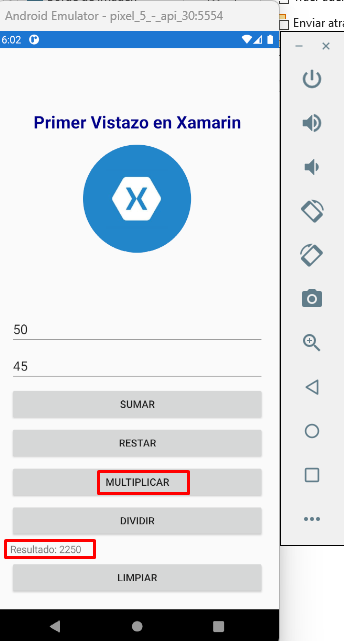 Android Emulator - pixel_5_-_api_30:5554
Enviar atra
6:02
Primer Vistazo en Xamarin
50
45
SUMAR
RESTAR
MULTIPLICAR
DIVIDIR
Resultado: 2250
LIMPIAR